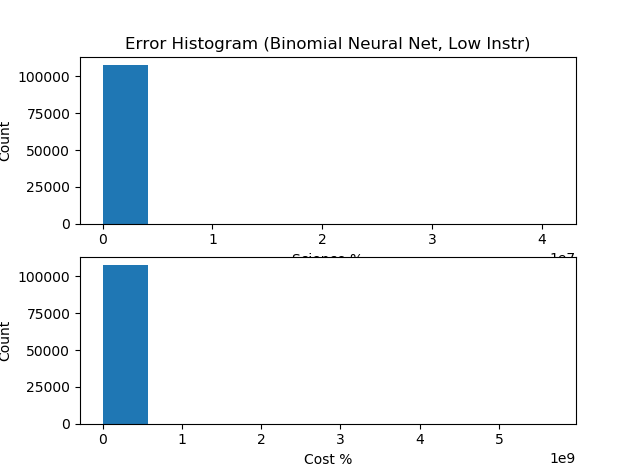 Error Histogram (Binomial Neural Net, Low Instr)
100000
75000
50000
25000
0
Count
0 1 2 3 4
1e7
Science %
100000
75000
50000
25000
0
Count
0 1 2 3 4 5
1e9
Cost %